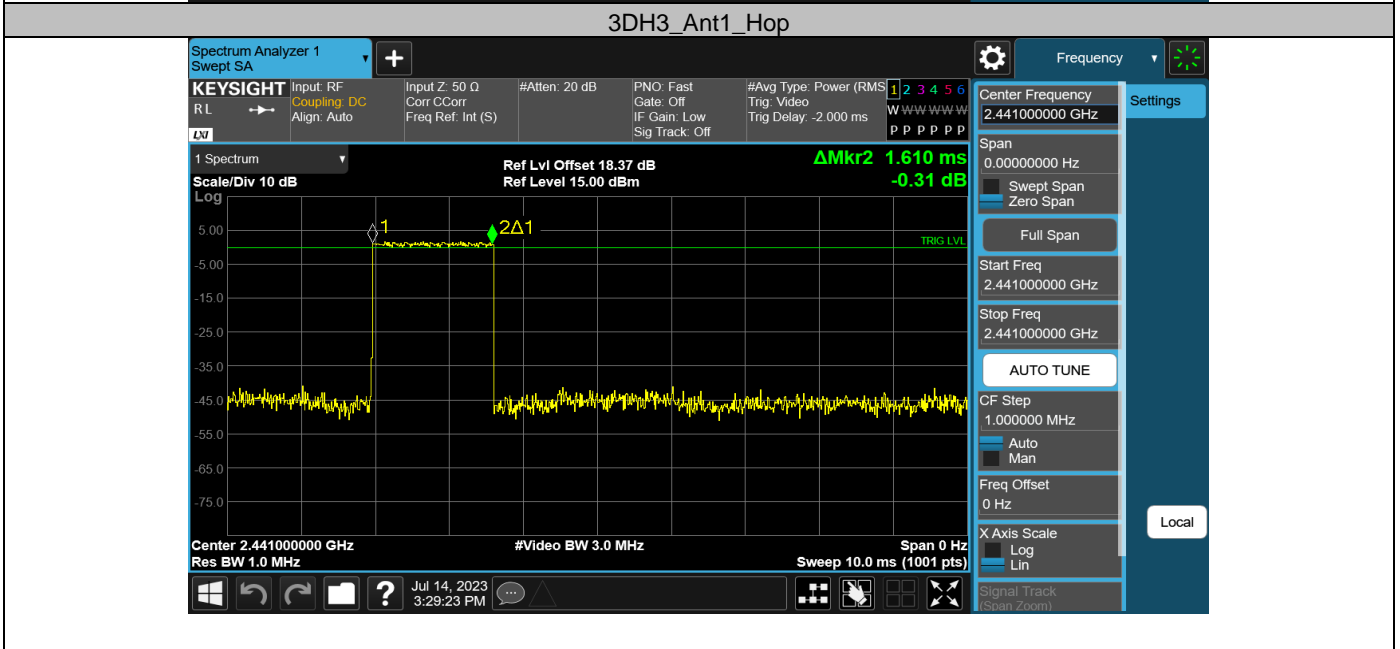 3DH3_Ant1_Hop
Spectrum Analyzer 1
Swept SA
+
Frequency
KEYSIGHT
RL
LXI
Input: RF
Coupling: DC
Align: Auto
Input Z: 50 Ω
Corr CCorr
Freq Ref: Int (S)
#Atten: 20 dB
PNO: Fast
Gate: Off
IF Gain: Low
Sig Track: Off
#Avg Type: Power (RMS
Trig: Video
Trig Delay: -2.000 ms
1 2 3 4 5 6
W W W W W W
P P P P P P
1 Spectrum
Scale/Div 10 dB
Log
Ref Lvl Offset 18.37 dB
Ref Level 15.00 dBm
ΔMkr2 1.610 ms
-0.31 dB
1
2Δ1
TRIG LVL
5.00
-5.00
-15.0
-25.0
-35.0
-45.0
-55.0
-65.0
-75.0
Center 2.441000000 GHz
Res BW 1.0 MHz
#Video BW 3.0 MHz
Span 0 Hz
Sweep 10.0 ms (1001 pts)
?
Jul 14, 2023
3:29:23 PM
Center Frequency
2.441000000 GHz
Span
0.00000000 Hz
Swept Span
Zero Span
Full Span
Start Freq
2.441000000 GHz
Stop Freq
2.441000000 GHz
AUTO TUNE
CF Step
1.000000 MHz
Auto
Man
Freq Offset
0 Hz
X Axis Scale
Log
Lin
Signal Track
(Span Zoom)
Settings
Local